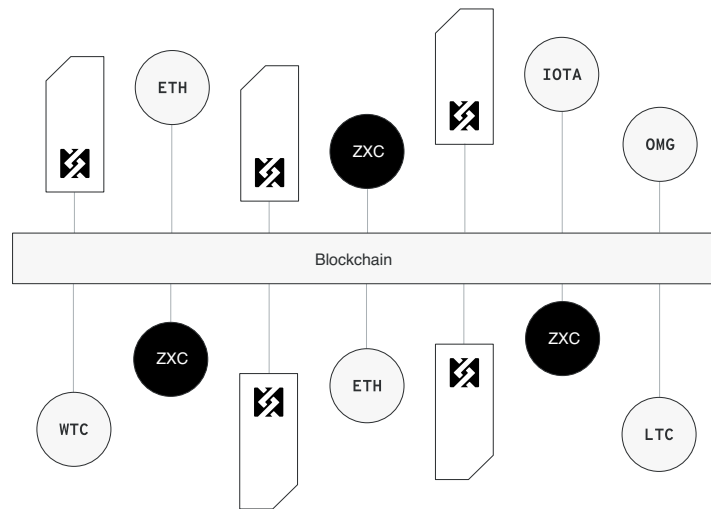 ETH
IOTA
OMG
ZXC
Blockchain
ZXC
ZXC
ETH
WTC
LTC